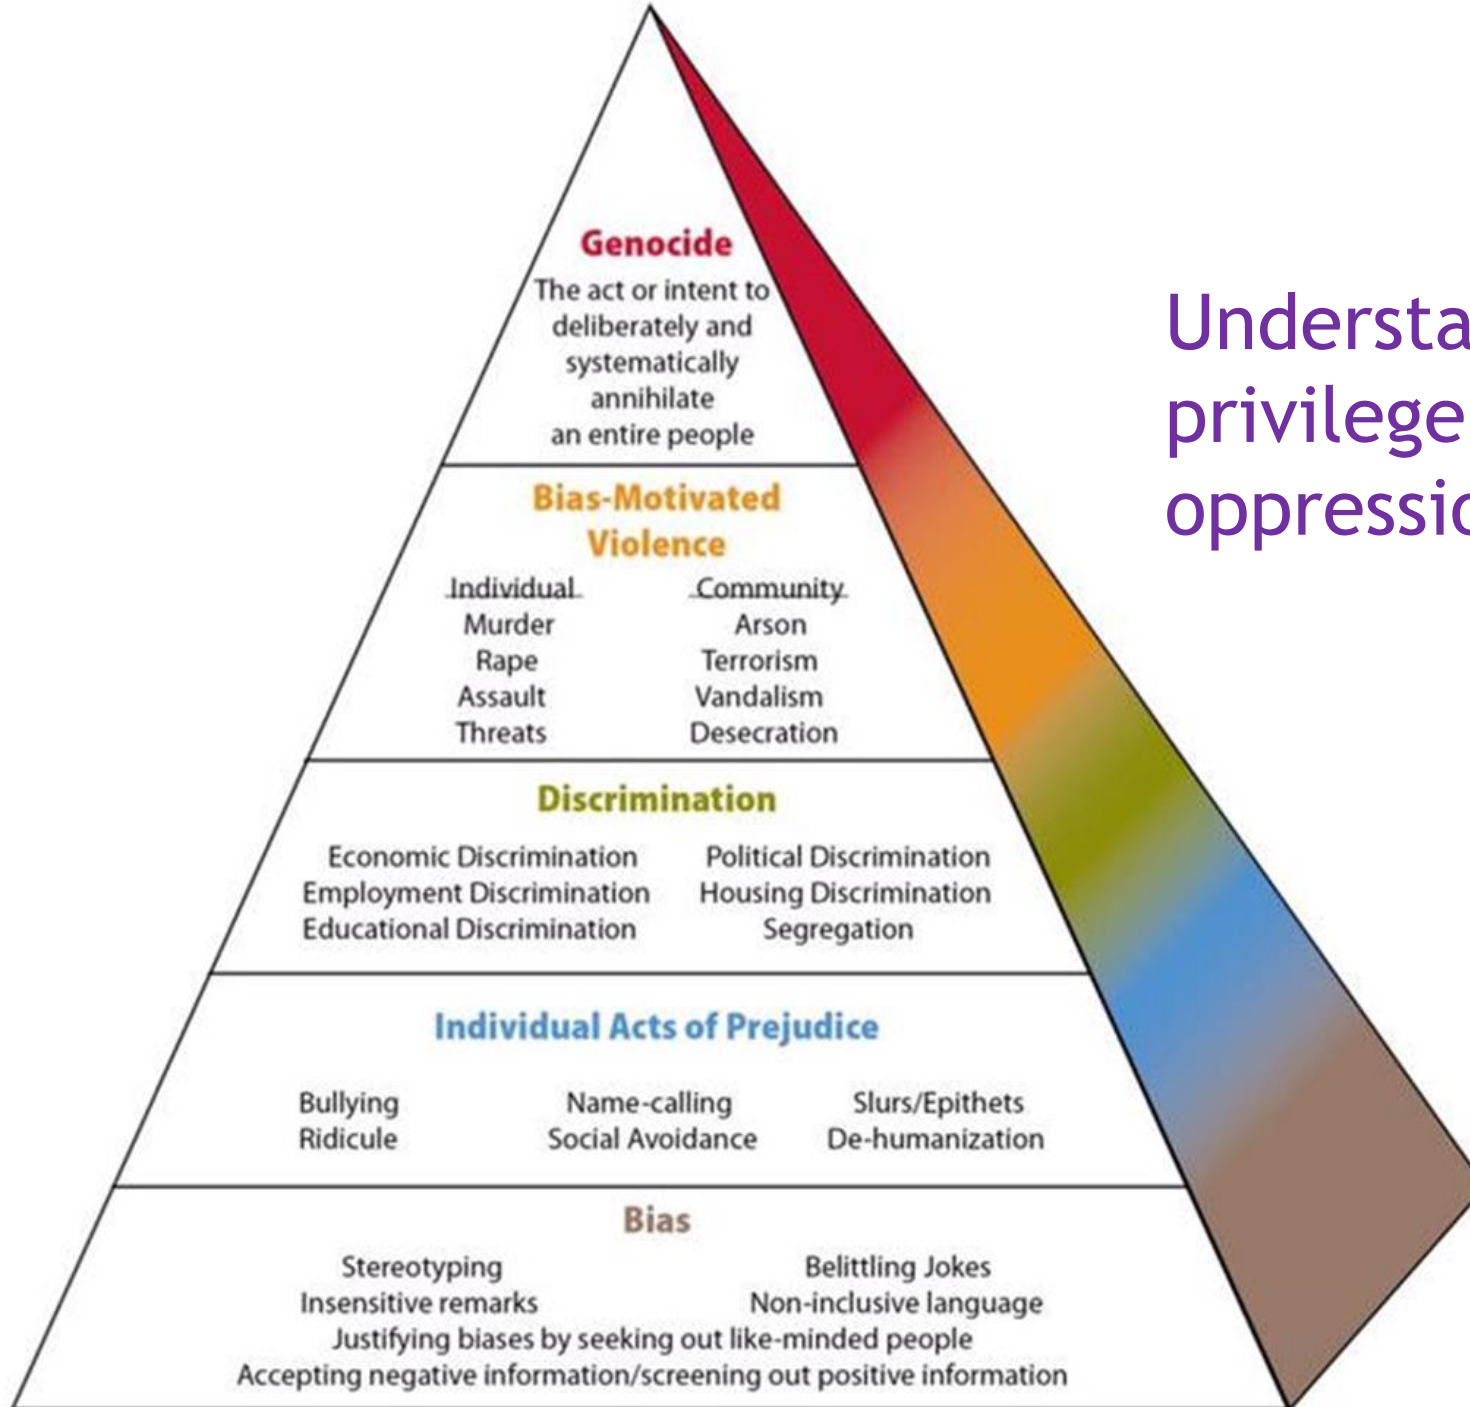 Genocide
The act or intent to
deliberately and
systematically
annihilate
an entire people
Bias-Motivated
Violence
Individual Community
Murder Arson
Rape Terrorism
Assault Vandalism
Threats Desecration
Discrimination
Economic Discrimination Political Discrimination
Employment Discrimination Housing Discrimination
Educational Discrimination Segregation
Individual Acts of Prejudice
Bullying Name-calling Slurs/Epithets
Ridicule Social Avoidance De-humanization
Bias
Stereotyping Belittling Jokes
Insensitive remarks Non-inclusive language
Justifying biases by seeking out like-minded people
Accepting negative information/screening out positive information
privilege